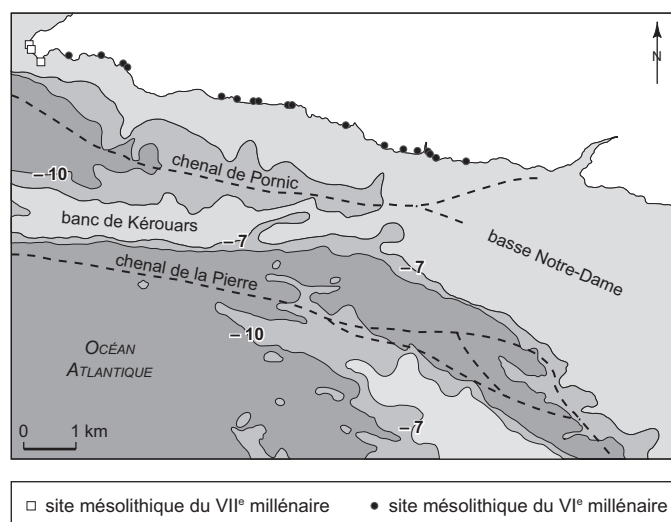 N
chenal de Pornic
– 10
banc de Kérouars
– 7
basse Notre-Dame
– 7
chenal de la Pierre
– 10
OCÉAN
ATLANTIQUE
– 7
0 1 km
site mésolithique du VIIe millénaire
site mésolithique du VIe millénaire